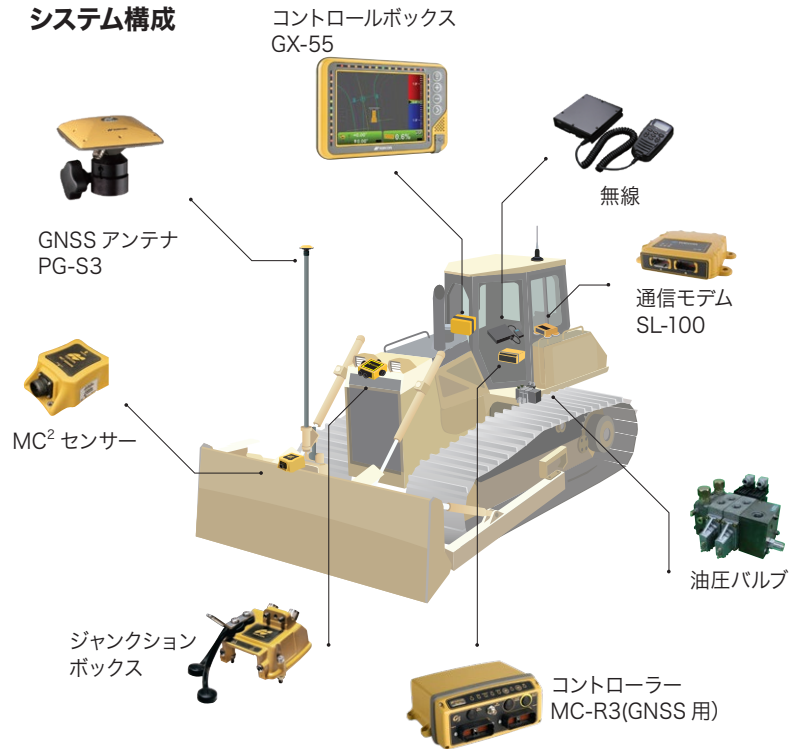 システム構成
コントロールボックス
GX-55
無線
GNSS アンテナ
PG-S3
通信モデム
SL-100
MC² センサー
油圧バルブ
ジャンクション
ボックス
コントローラー
MC-R3(GNSS 用)